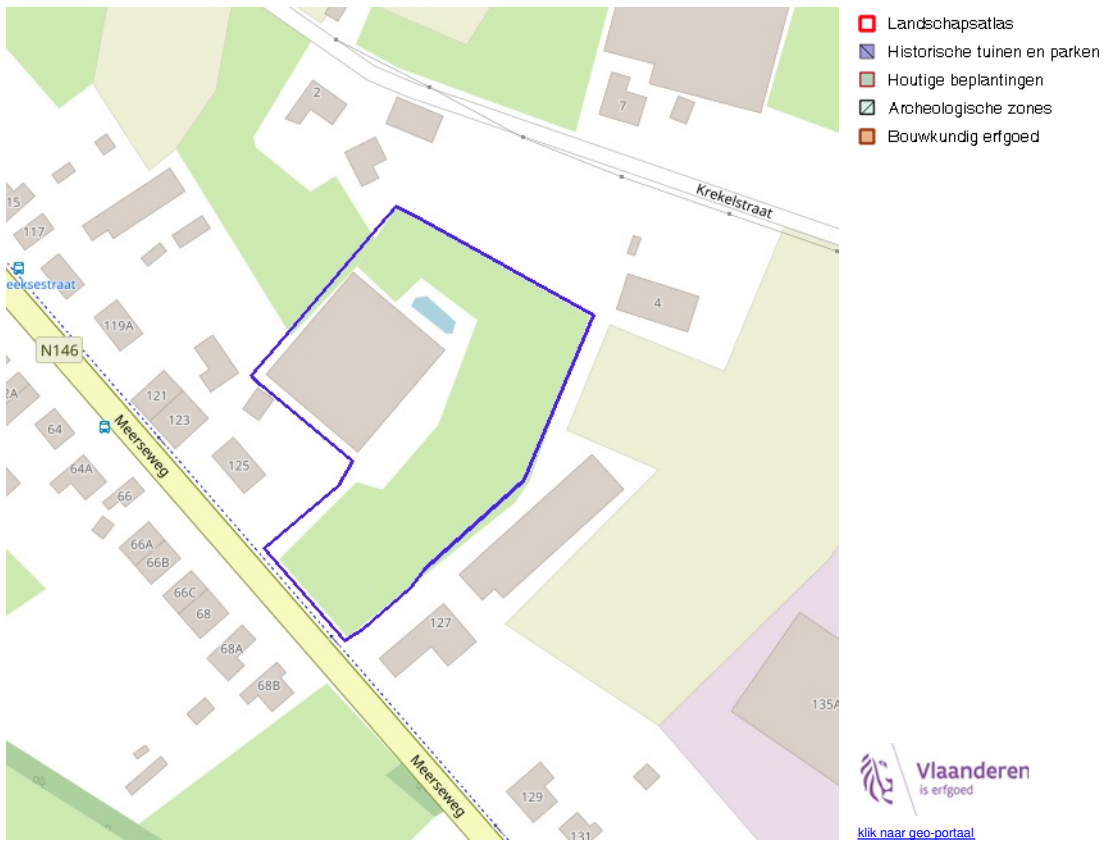 Landschapsatlas
Historische tuinen en parken
Houtige beplantingen
Archeologische zones
Bouwkundig erfgoed
2
7
Krekelstraat
15
117
eeksestraat
4
119A
N146
2A
121
123
64
Meerseweg
125
64A
66
66A
66B
66C
68
127
68A
68B
135A
Meerseweg
129
131
Vlaanderen
is erfgoed
klik naar geo-portaal